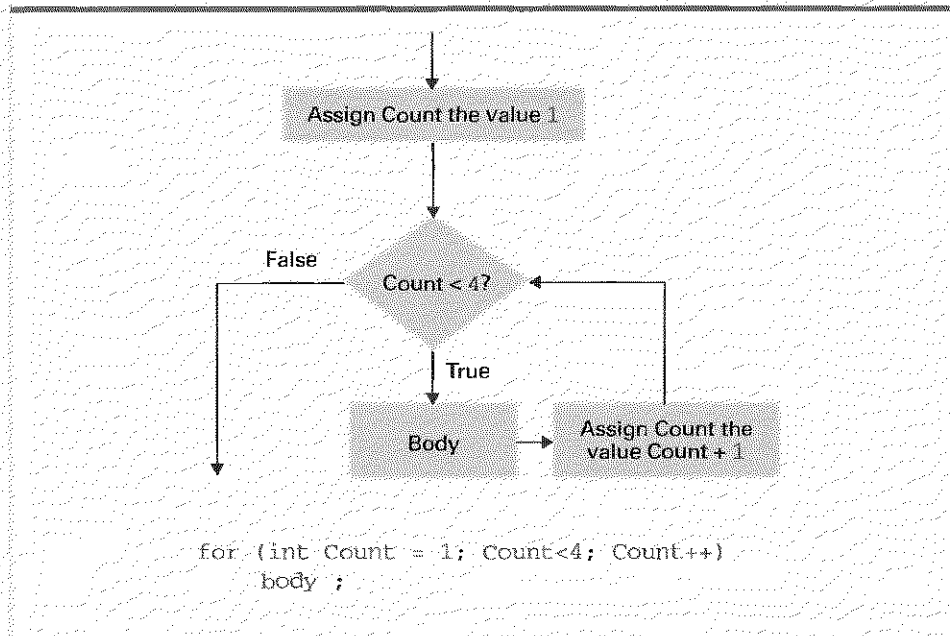 Assign Count the value 1
False
Count < 4?
True
Body
Assign Count the
value Count + 1
for (int Count = 1; Count<4; Count++)
body ;